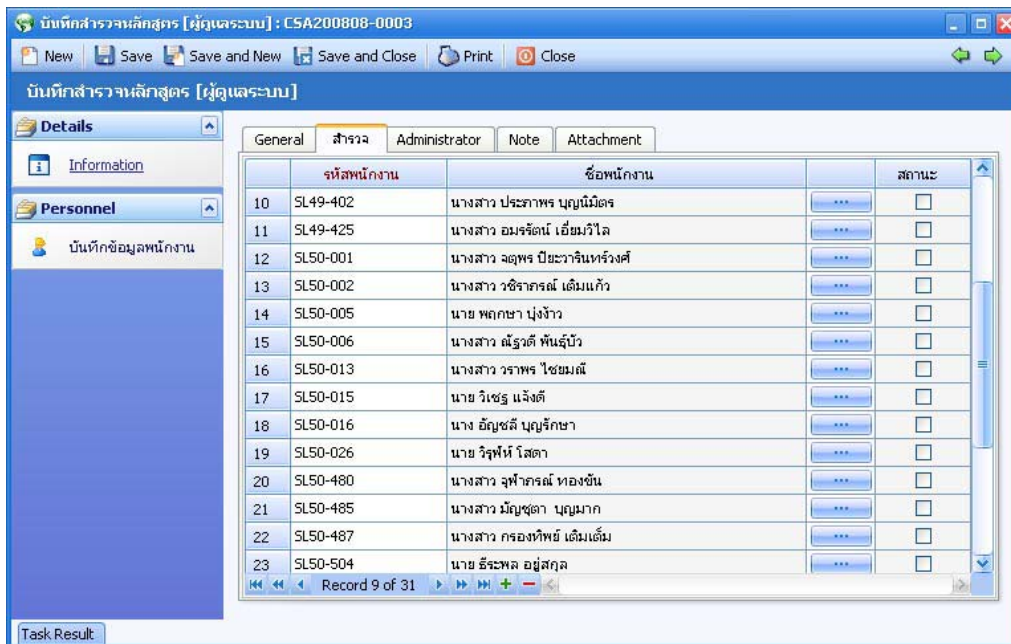 บันทึกสำรวจหลักสูตร [ผู้ดูแลระบบ] : CSA200808-0003
New Save Save and New Save and Close Print Close
บันทึกสำรวจหลักสูตร [ผู้ดูแลระบบ]
Details
Information
Personnel
บันทึกข้อมูลพนักงาน
General สำรวจ Administrator Note Attachment
รหัสพนักงาน ชื่อพนักงาน สถานะ
10 SL49-402 นางสาว ประภาพร บุญนิมิตร ...
11 SL49-425 นางสาว อมรรัตน์ เอี่ยมวิไล ...
12 SL50-001 นางสาว จตุพร ปิยะวารินทร์วงศ์ ...
13 SL50-002 นางสาว วชิราภรณ์ เติมแก้ว ...
14 SL50-005 นาย พฤกษา บุ่งง้าว ...
15 SL50-006 นางสาว ณัฐวดี พันธุ์บัว ...
16 SL50-013 นางสาว วราพร ไชยมณี ...
17 SL50-015 นาย วิเชฐ แจ้งดี ...
18 SL50-016 นาง อัญชลี บุญรักษา ...
19 SL50-026 นาย วิรุฬห์ โสดา ...
20 SL50-480 นางสาว จุฬาภรณ์ ทองขัน ...
21 SL50-485 นางสาว มัญชุตา บุญมาก ...
22 SL50-487 นางสาว กรองทิพย์ เติมเต็ม ...
23 SL50-504 นาย ธีระพล อยู่สกุล ...
Record 9 of 31
Task Result